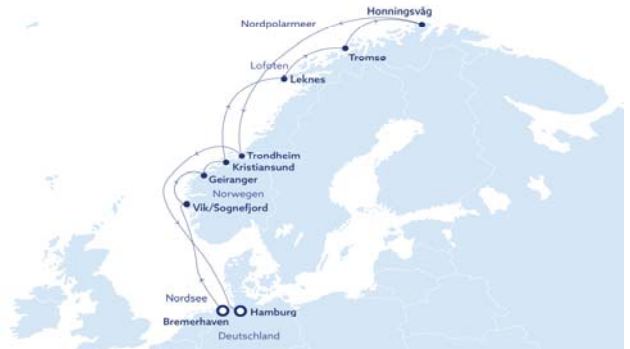 Honningsvåg
Nordpolarmeer
Tromsø
Lofoten
Leknes
Trondheim
Kristiansund
Geiranger
Norwegen
Vik/Sognefjord
Nordsee
Hamburg
Bremerhaven
Deutschland